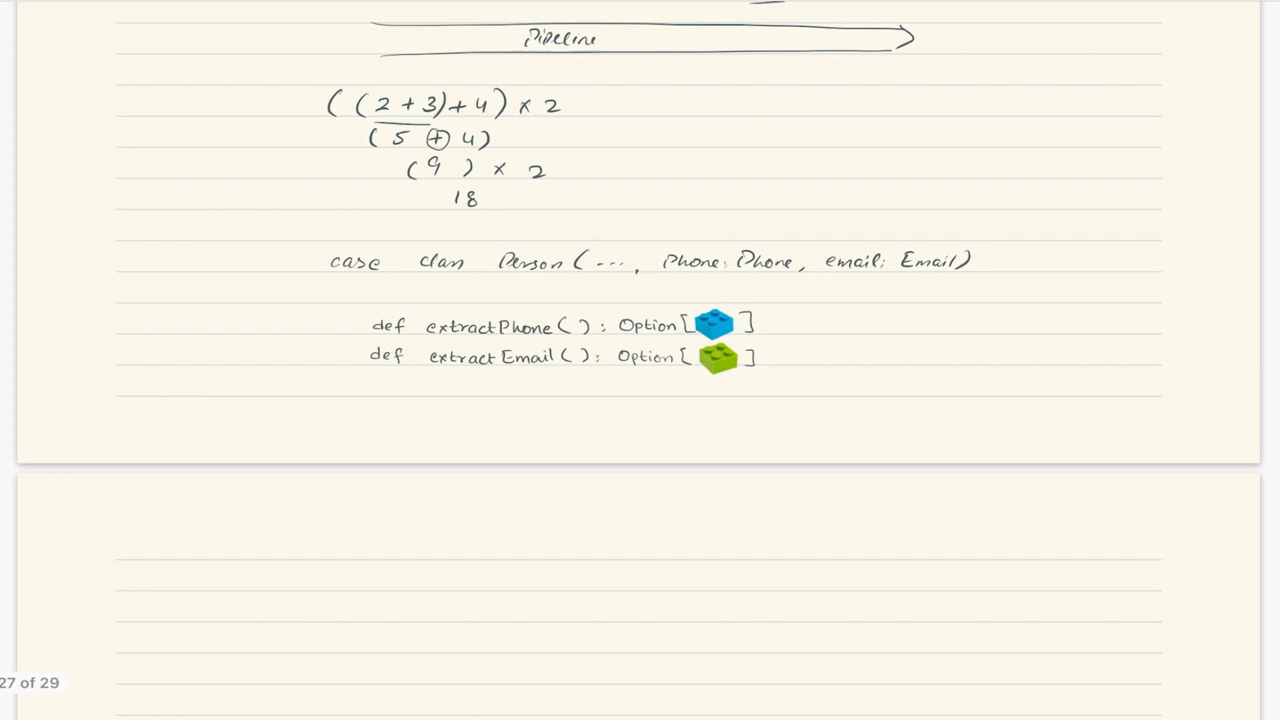 Pipeline
((2 + 3) + 4) × 2
(5 + 4)
(9) × 2
18
case class Person(..., Phone: Phone, email: Email)
def extractPhone(): Option[ ]
def extractEmail(): Option[ ]
27 of 29